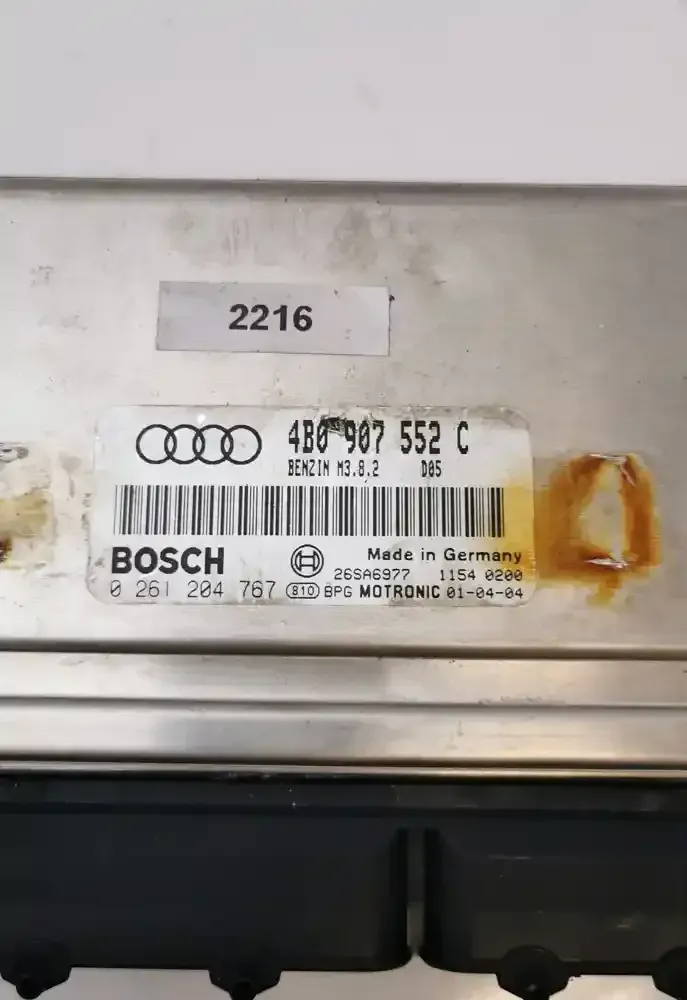 2216
4B0 907 552 C
BENZIN M3.8.2 D05
BOSCH
Made in Germany
26SA6977 1154 0200
0 261 204 767 810 BPG MOTRONIC 01-04-04